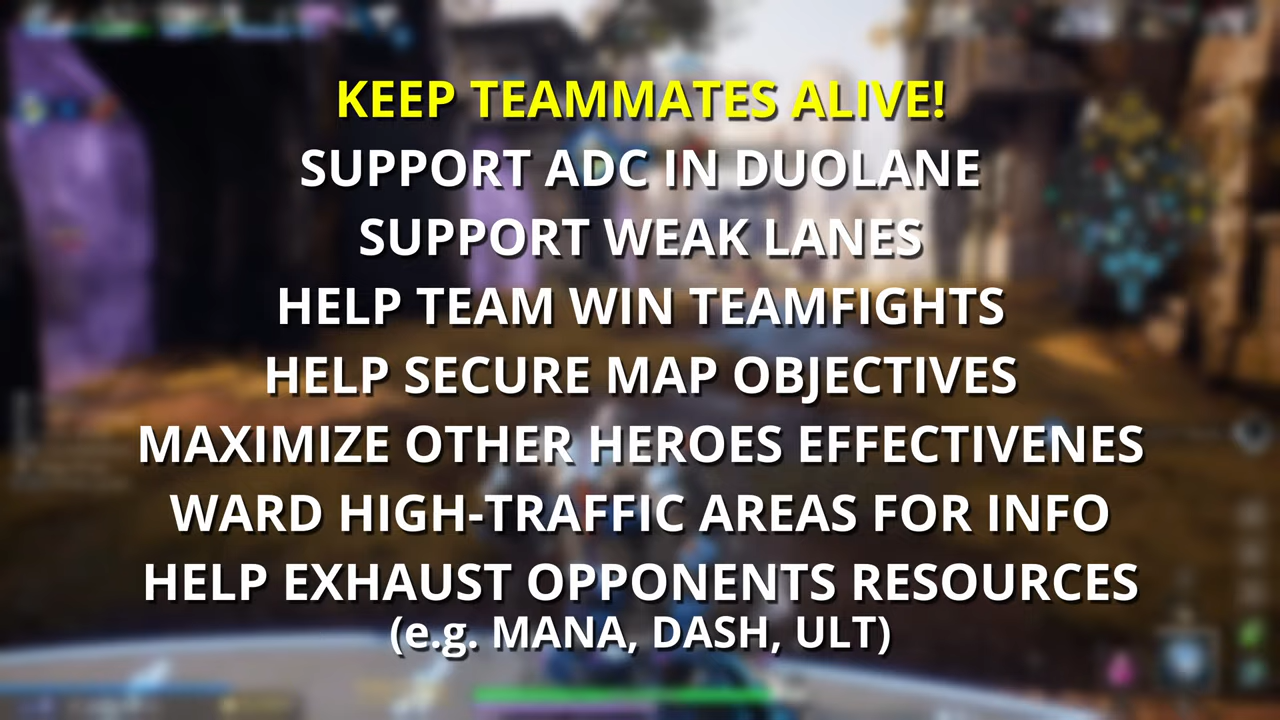 KEEP TEAMMATES ALIVE!
SUPPORT ADC IN DUOLANE
SUPPORT WEAK LANES
HELP TEAM WIN TEAMFIGHTS
HELP SECURE MAP OBJECTIVES
MAXIMIZE OTHER HEROES EFFECTIVENES
WARD HIGH-TRAFFIC AREAS FOR INFO
HELP EXHAUST OPPONENTS RESOURCES
(e.g. MANA, DASH, ULT)